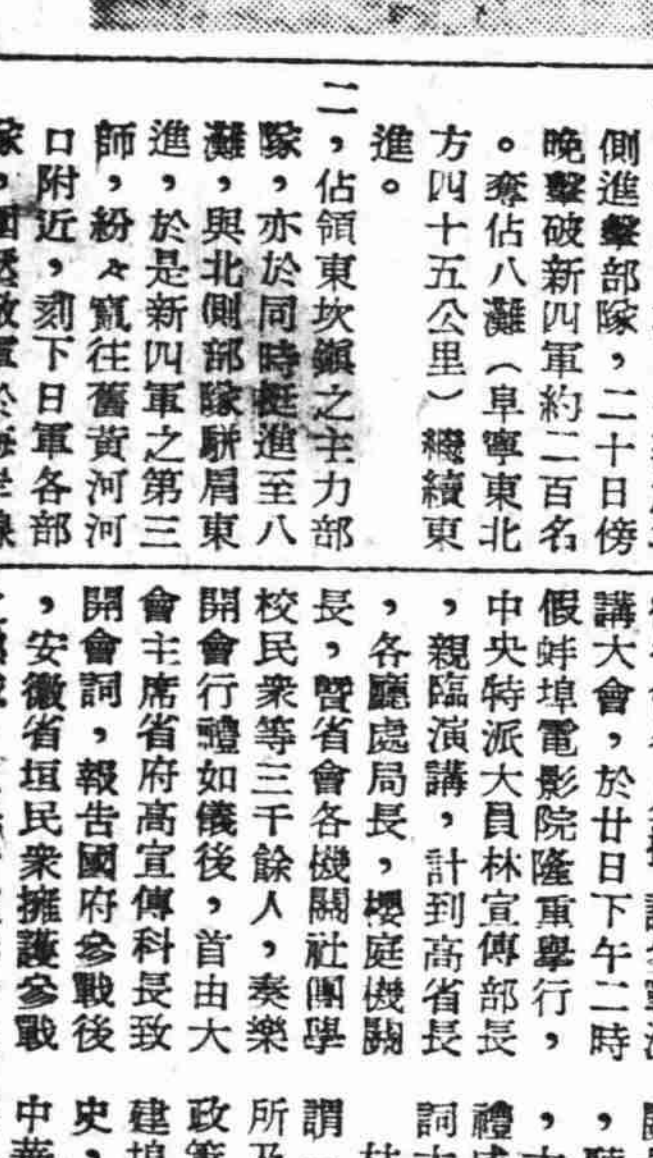 側進擊部隊，二十日傍
晚擊破新四軍約二百名
。奪佔八灘（阜寧東北
方四十五公里）繼續東
進。
二，佔領東坎鎮之主力部
隊，亦於同時挺進至八
灘，與北側部隊駢肩東
進，於是新四軍之第三
師，紛々竄往舊黃河河
口附近，刻下日軍各部
講大會，於廿日下午二時
假蚌埠電影院隆重舉行，
中央特派大員林宣傳部長
，親臨演講，計到高省長
，各廳處局長，櫻庭機關
長，暨省會各機關社團學
校民衆等三千餘人，奏樂
開會行禮如儀後，首由大
會主席省府高宣傳科長致
開會詞，報告國府參戰後
，安徽省垣民衆擁護參戰
詞
謂
所
政
建
史，
中